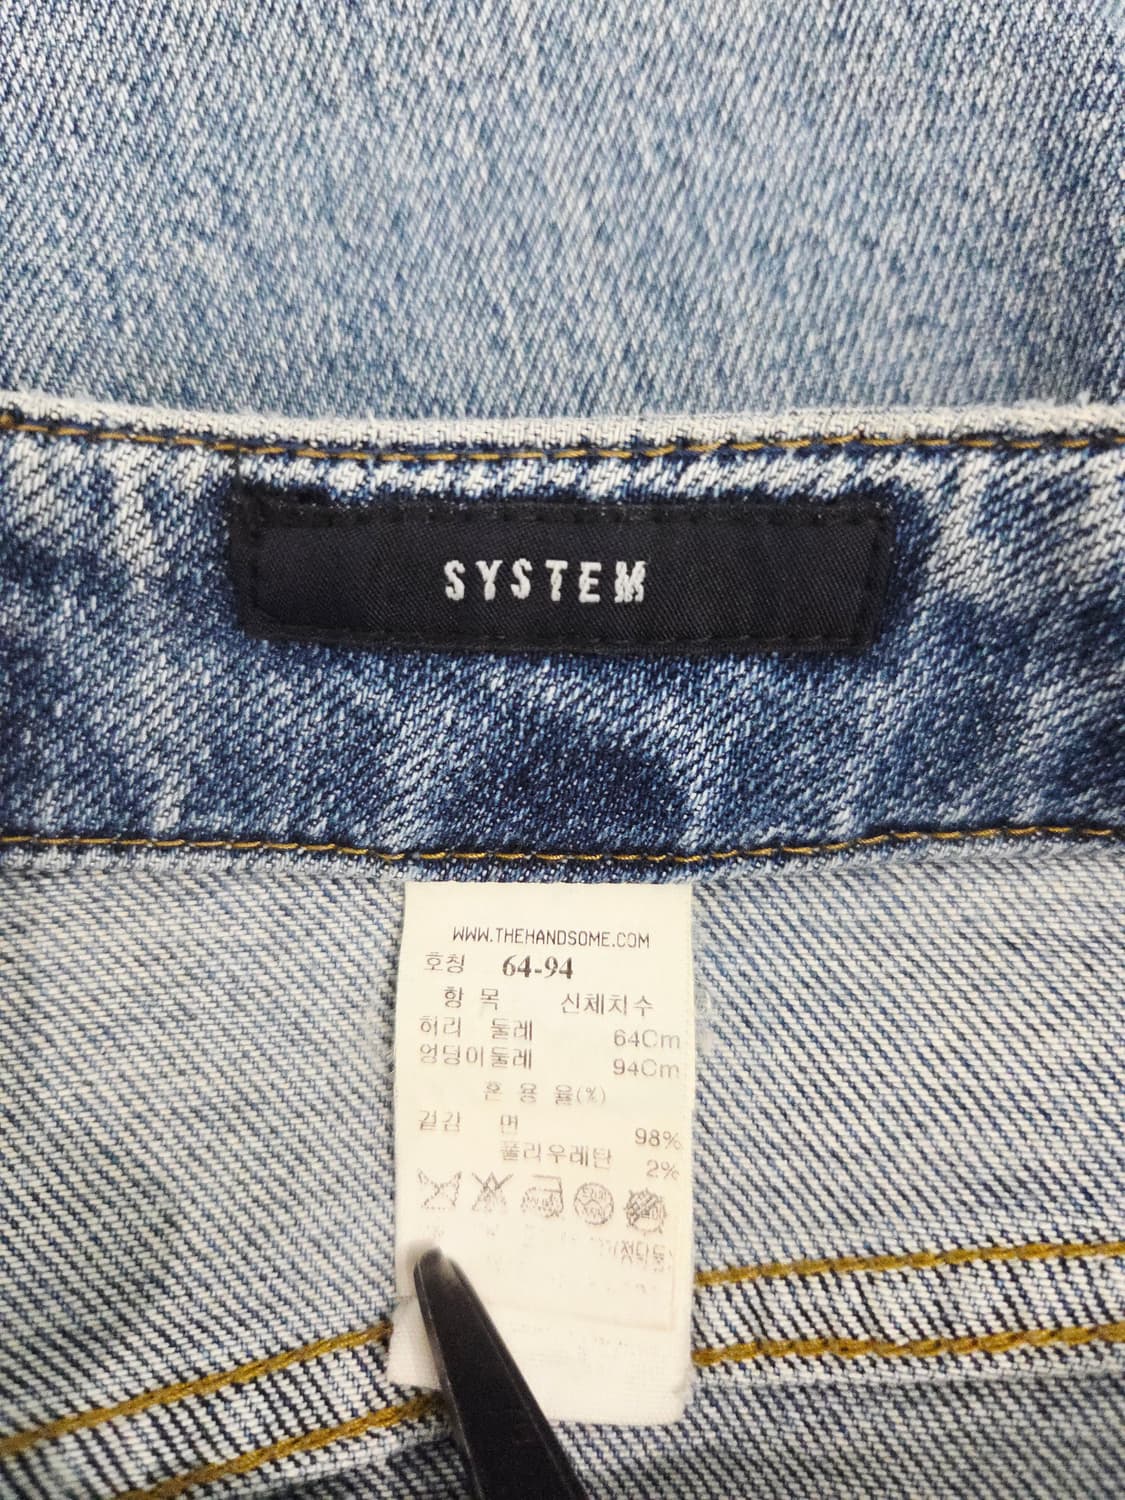 SYSTEM
WWW.THEHANDSOME.COM
호칭 64-94
항 목 신체치수
허리 둘레 64Cm
엉덩이둘레 94Cm
혼 용 율(%)
겉감 면 98%
폴리우레탄 2%